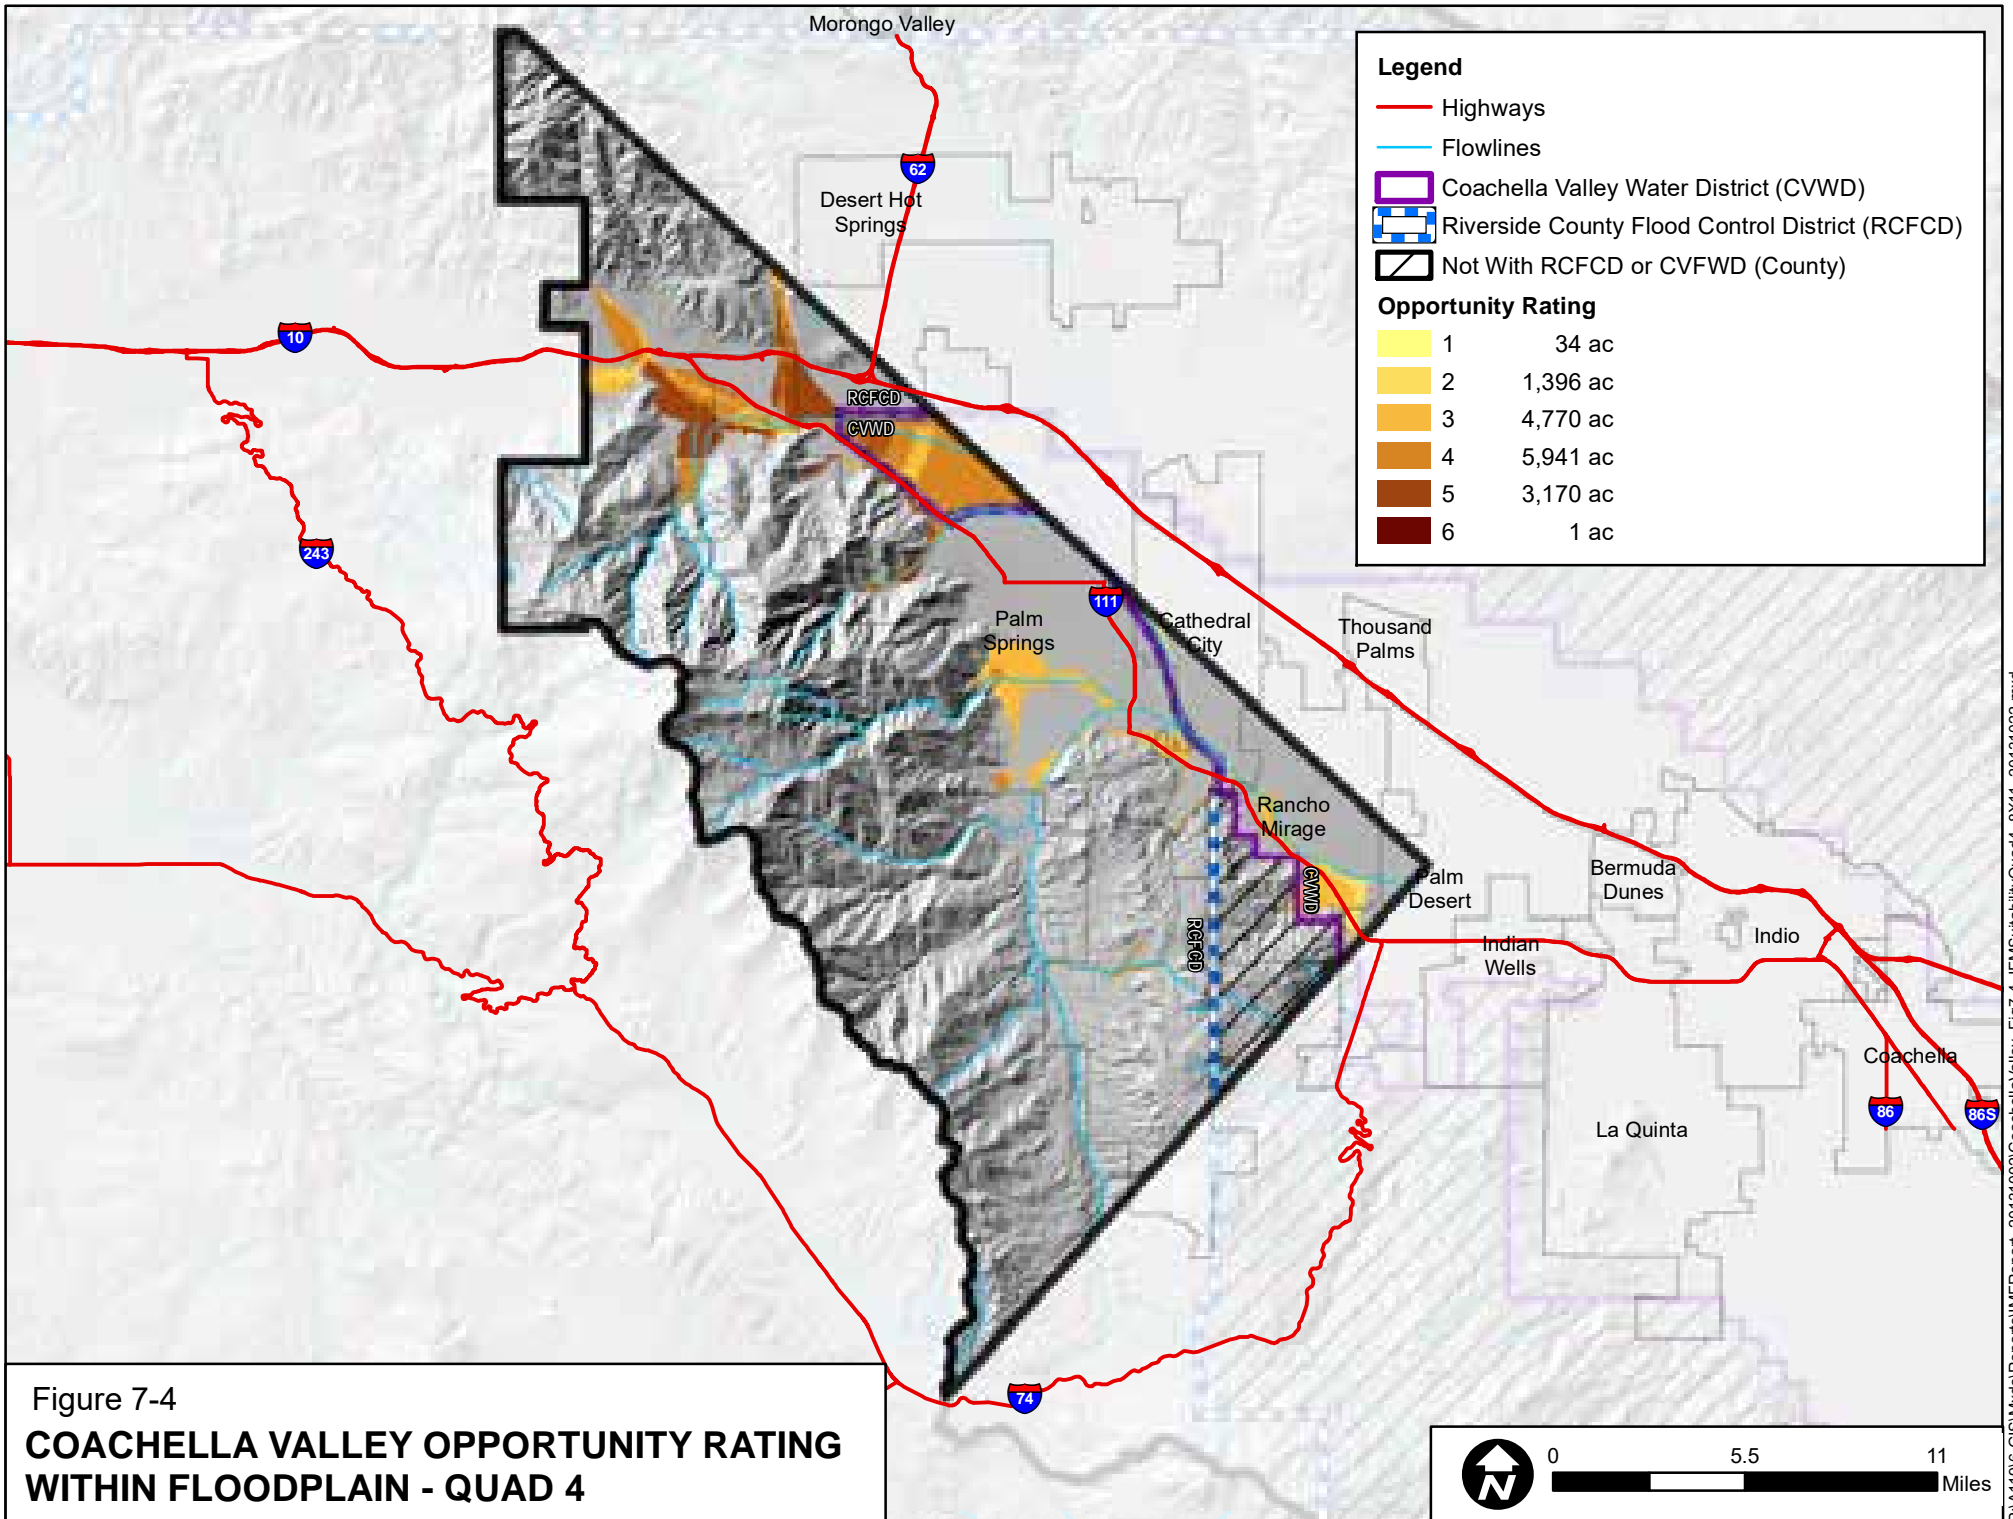 Morongo Valley
Legend
Highways
Flowlines
Coachella Valley Water District (CVWD)
Riverside County Flood Control District (RCFCD)
Not With RCFCD or CVFWD (County)
Opportunity Rating
1 34 ac
2 1,396 ac
3 4,770 ac
4 5,941 ac
5 3,170 ac
6 1 ac
62
Desert Hot
Springs
10
RCFCD
CVWD
243
111
Palm
Springs
Cathedral
City
Thousand
Palms
Rancho
Mirage
CVWD
RCFCD
Palm
Desert
Bermuda
Dunes
Indian
Wells
Indio
Coachella
La Quinta
86
86S
74
Figure 7-4
COACHELLA VALLEY OPPORTUNITY RATING
WITHIN FLOODPLAIN - QUAD 4
N
0 5.5 11
Miles